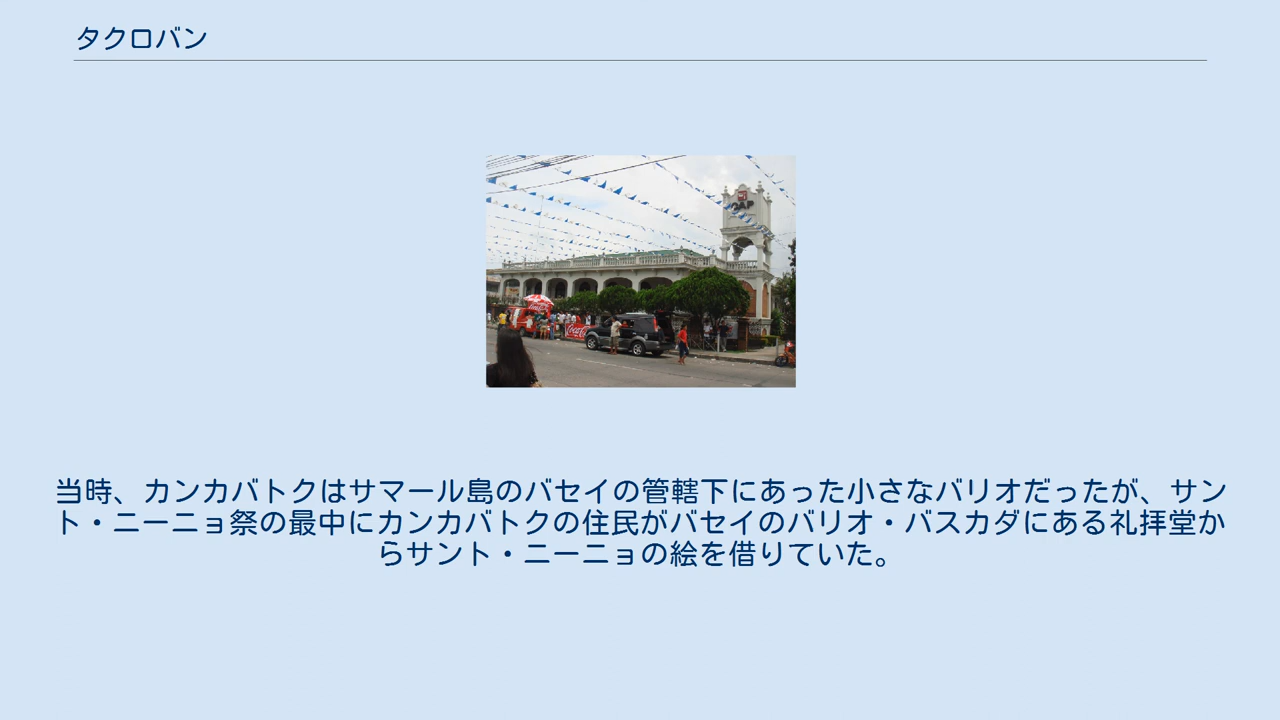 タクロバン
当時、カンカバトクはサマール島のバセイの管轄下にあった小さなバリオだったが、サン
ト・ニーニョ祭の最中にカンカバトクの住民がバセイのバリオ・バスカダにある礼拝堂か
らサント・ニーニョの絵を借りていた。